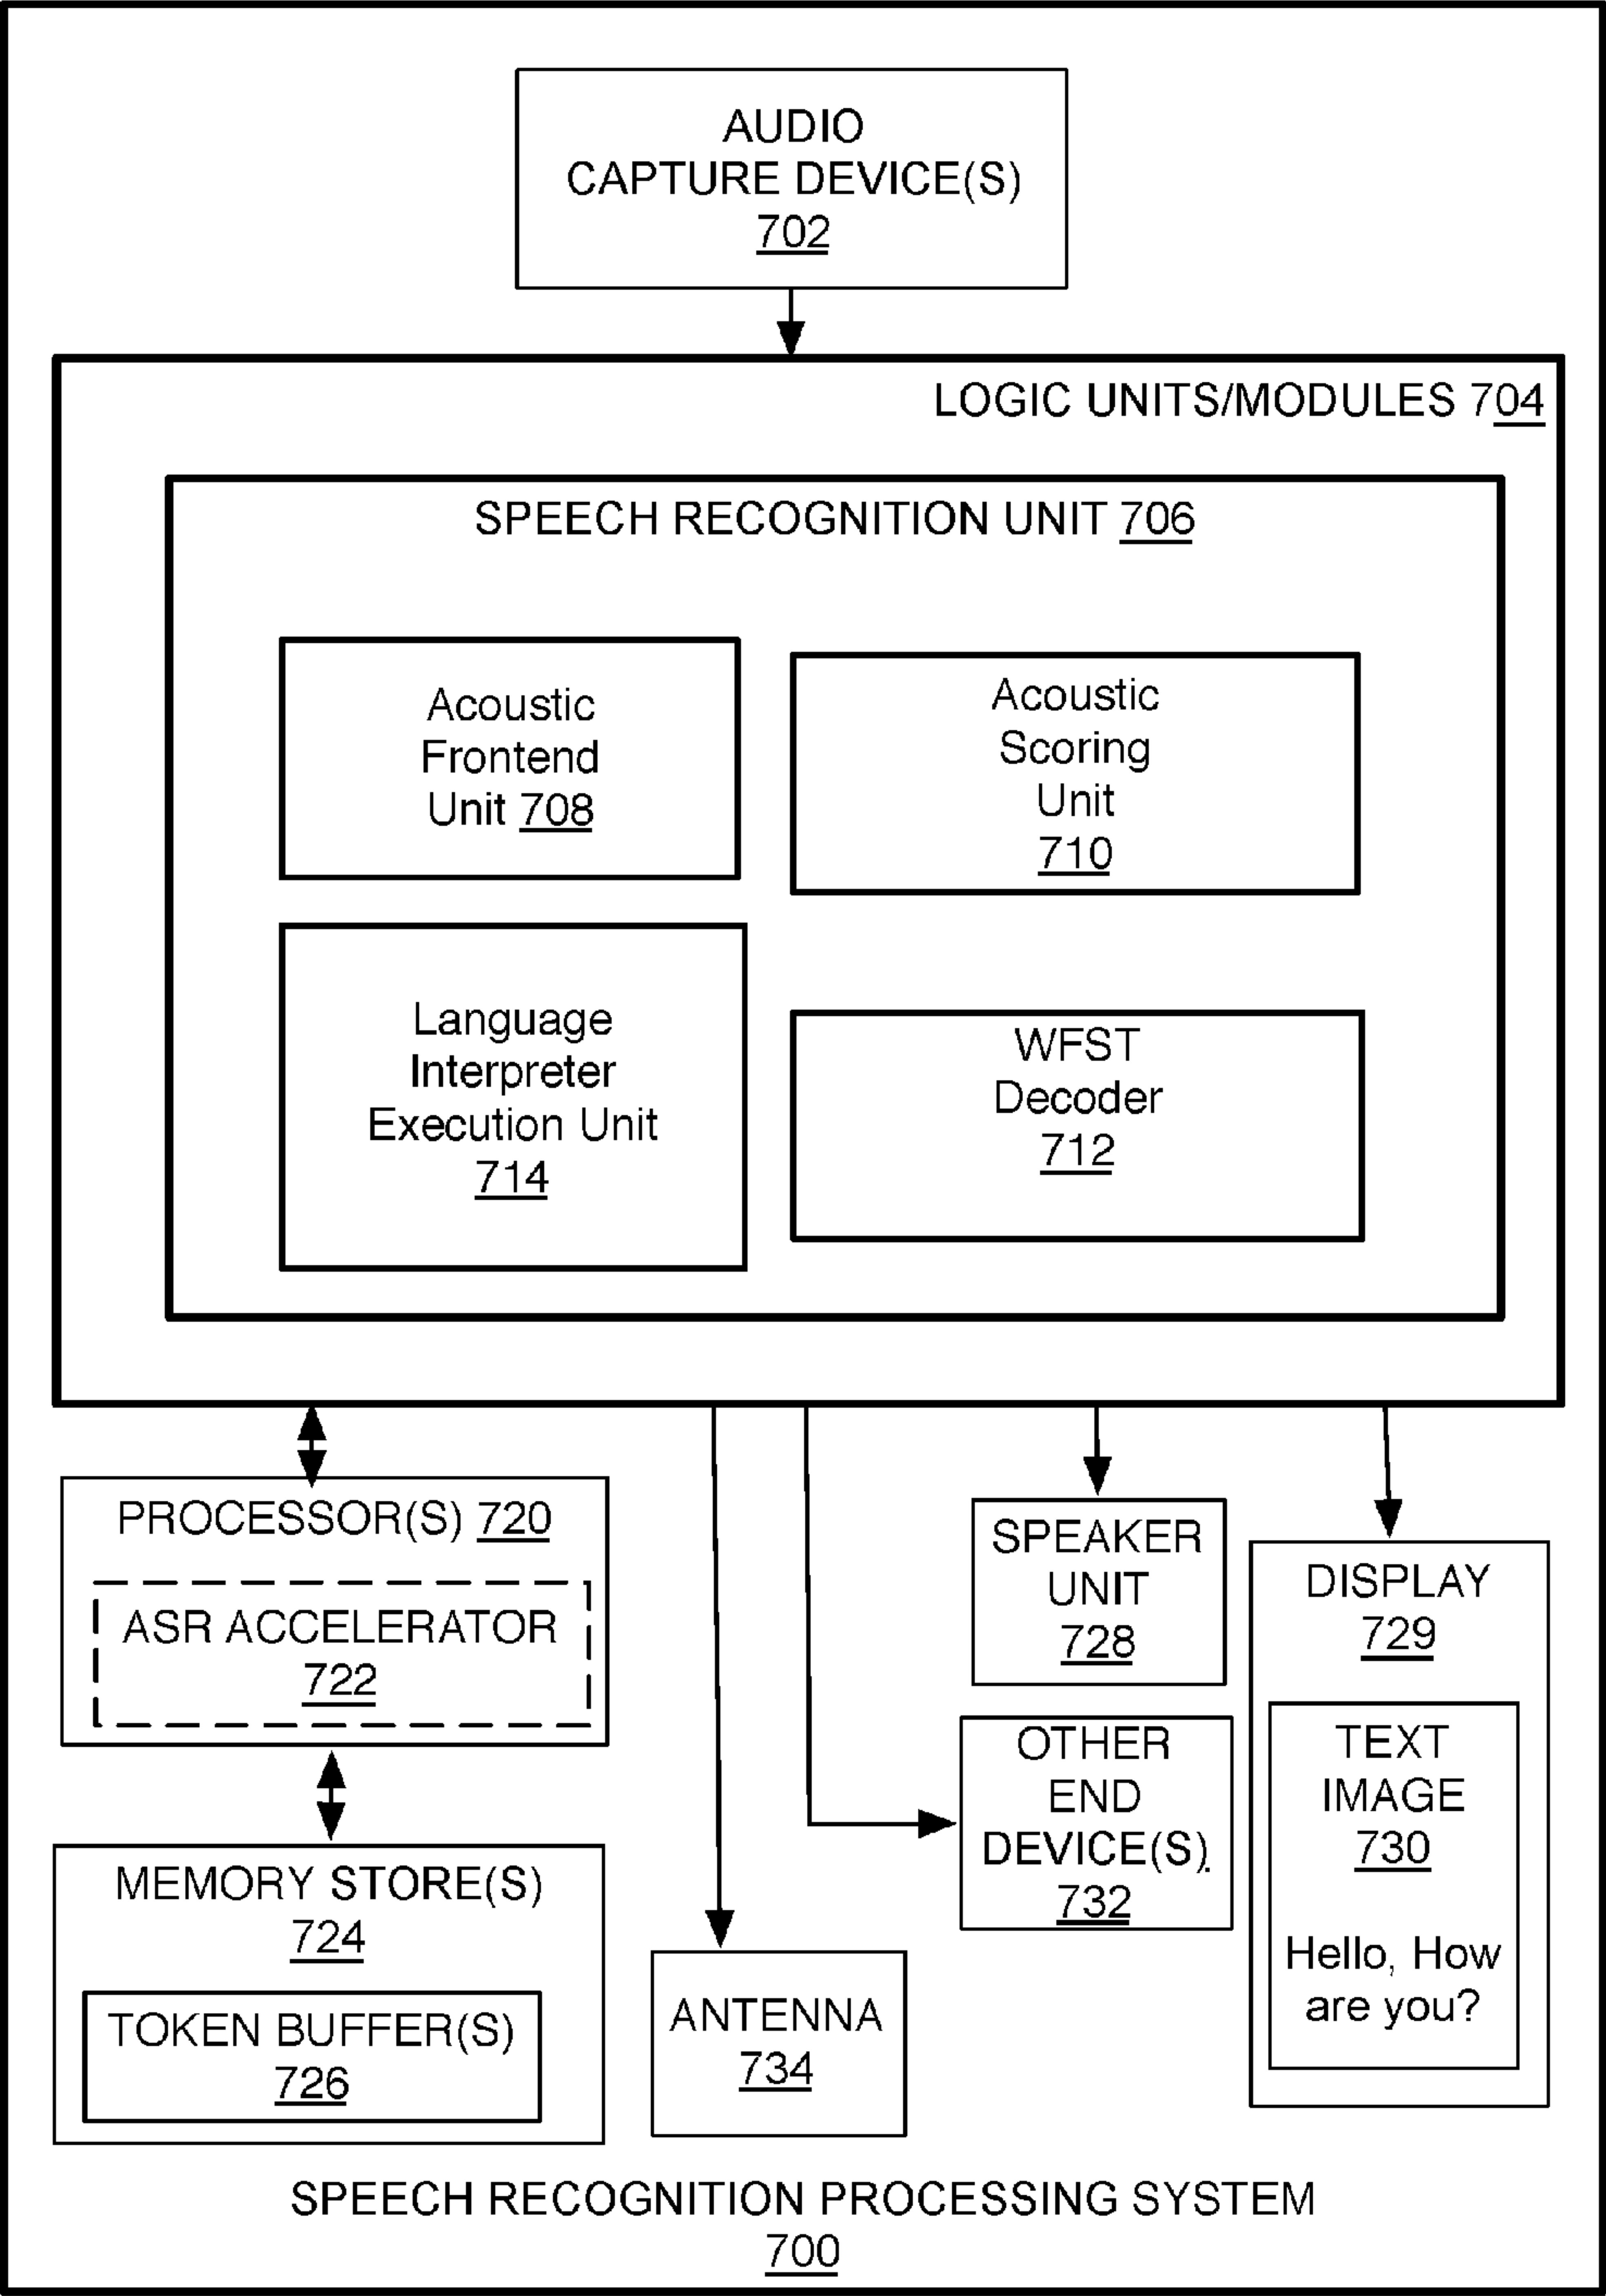 AUDIO
CAPTURE DEVICE(S)
702
LOGIC UNITS/MODULES 704
SPEECH RECOGNITION UNIT 706
Acoustic
Frontend
Unit 708
Acoustic
Scoring
Unit
710
Language
Interpreter
Execution Unit
714
WFST
Decoder
712
PROCESSOR(S) 720
ASR ACCELERATOR
722
MEMORY STORE(S)
724
TOKEN BUFFER(S)
726
ANTENNA
734
SPEAKER
UNIT
728
OTHER
END
DEVICE(S).
732
DISPLAY
729
TEXT
IMAGE
730
Hello, How
are you?
SPEECH RECOGNITION PROCESSING SYSTEM
700